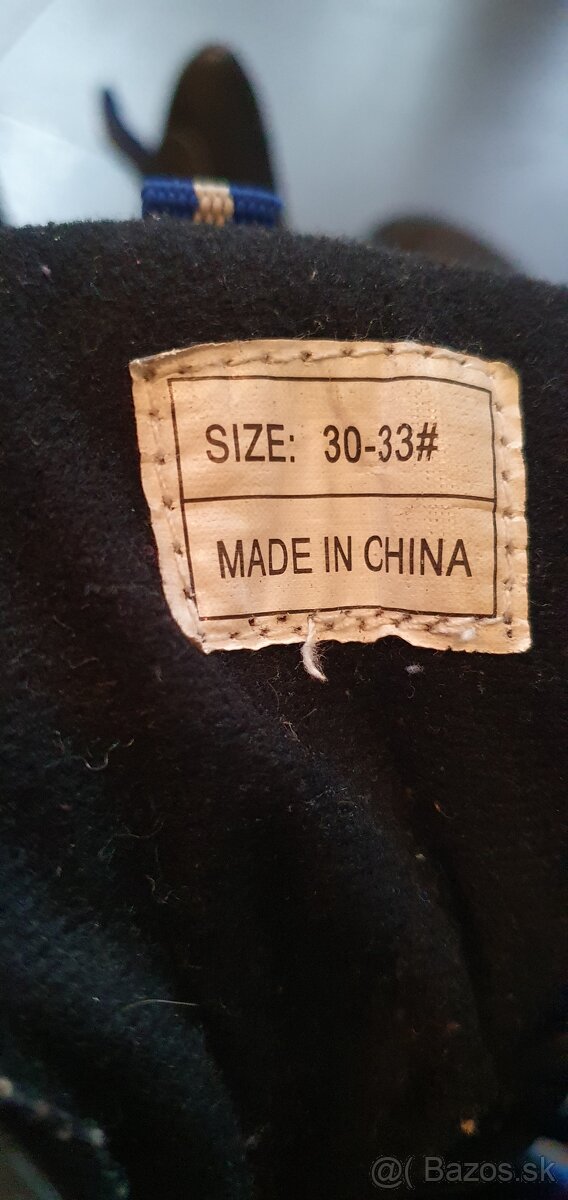 SIZE: 30-33#
MADE IN CHINA
@( Bazos.sk